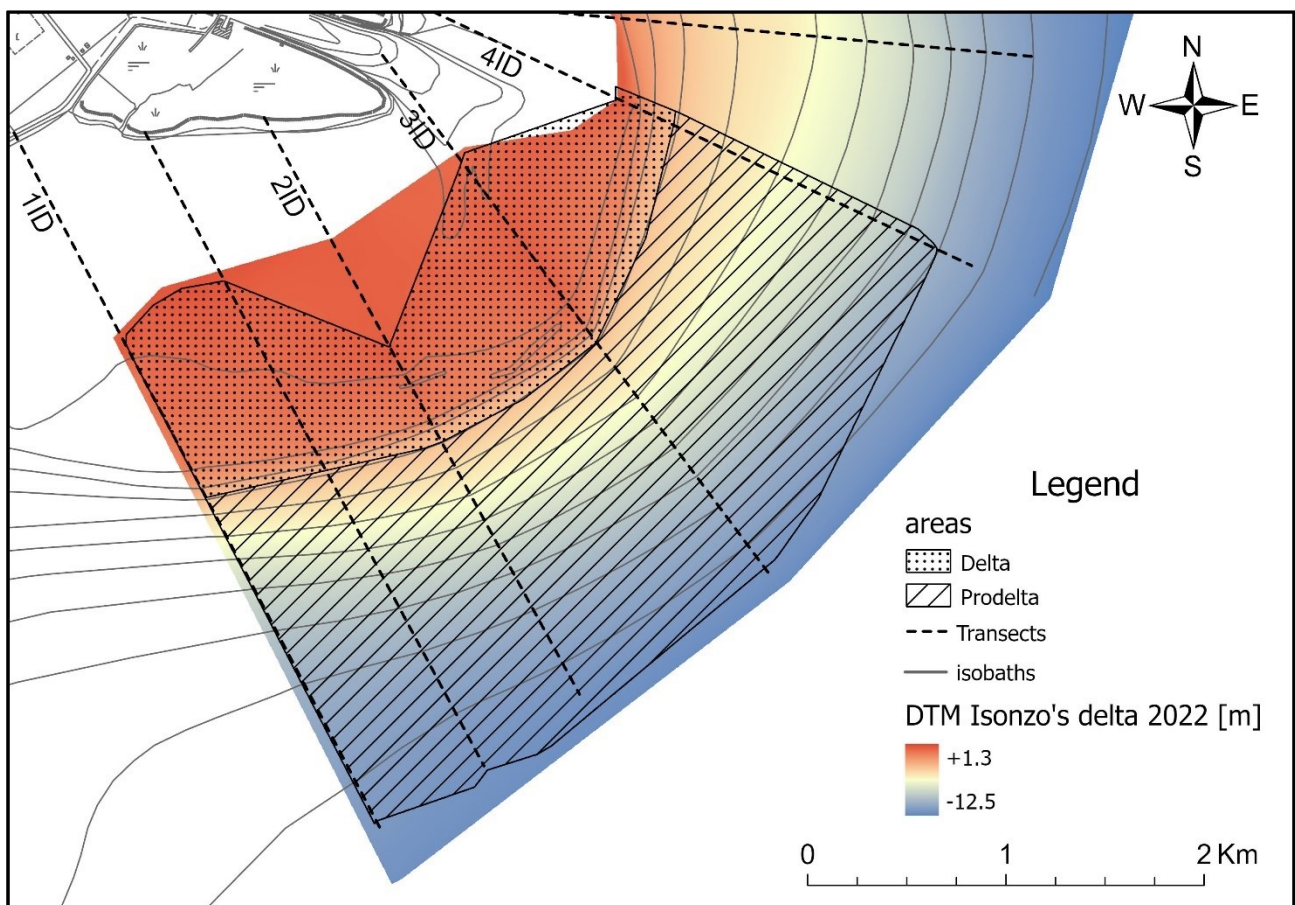 N
W E
S
4ID
3ID
2ID
1ID
Legend
areas
Delta
Prodelta
Transects
isobaths
DTM Isonzo's delta 2022 [m]
+1.3
-12.5
0 1 2 Km